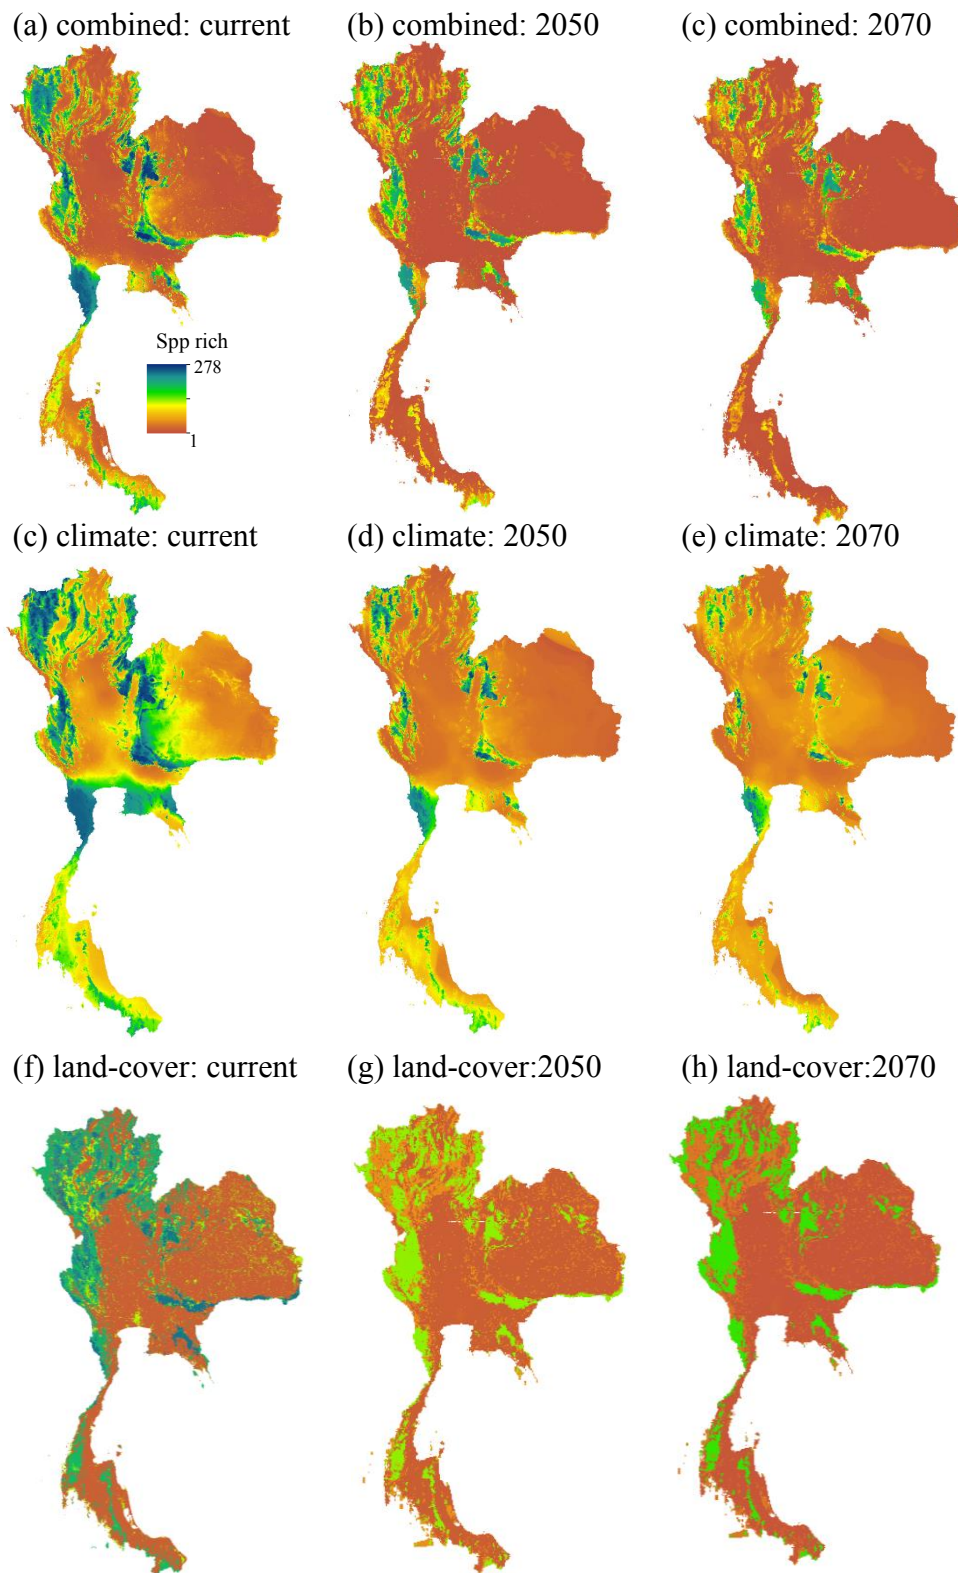 (a) combined: current
(b) combined: 2050
(c) combined: 2070
Spp rich
278
1
(c) climate: current
(d) climate: 2050
(e) climate: 2070
(f) land-cover: current
(g) land-cover:2050
(h) land-cover:2070